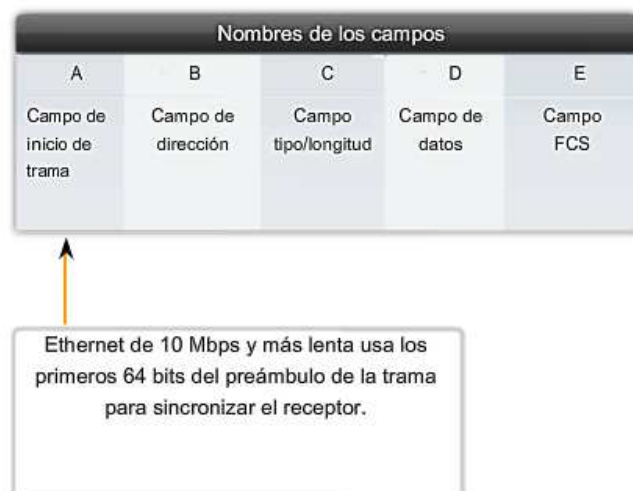 Nombres de los campos
A B C D E
Campo de inicio de trama
Campo de dirección
Campo tipo/longitud
Campo de datos
Campo FCS
Ethernet de 10 Mbps y más lenta usa los
primeros 64 bits del preámbulo de la trama
para sincronizar el receptor.